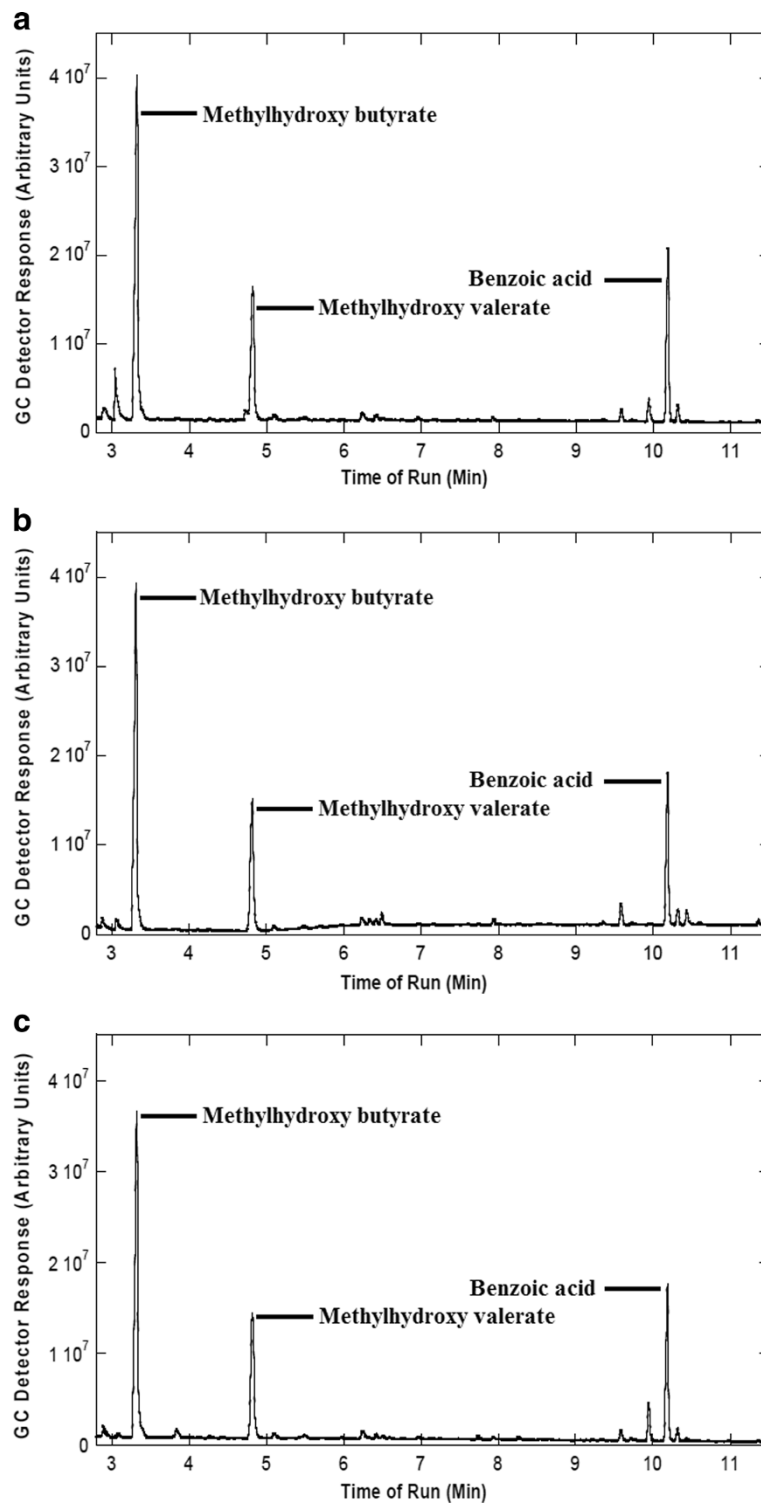 a
GC Detector Response (Arbitrary Units)
4 10⁷
3 10⁷
2 10⁷
1 10⁷
0
Methylhydroxy butyrate
Benzoic acid
Methylhydroxy valerate
3 4 5 6 7 8 9 10 11
Time of Run (Min)
b
GC Detector Response (Arbitrary Units)
4 10⁷
3 10⁷
2 10⁷
1 10⁷
0
Methylhydroxy butyrate
Benzoic acid
Methylhydroxy valerate
3 4 5 6 7 8 9 10 11
Time of Run (Min)
c
GC Detector Response (Arbitrary Units)
4 10⁷
3 10⁷
2 10⁷
1 10⁷
0
Methylhydroxy butyrate
Benzoic acid
Methylhydroxy valerate
3 4 5 6 7 8 9 10 11
Time of Run (Min)